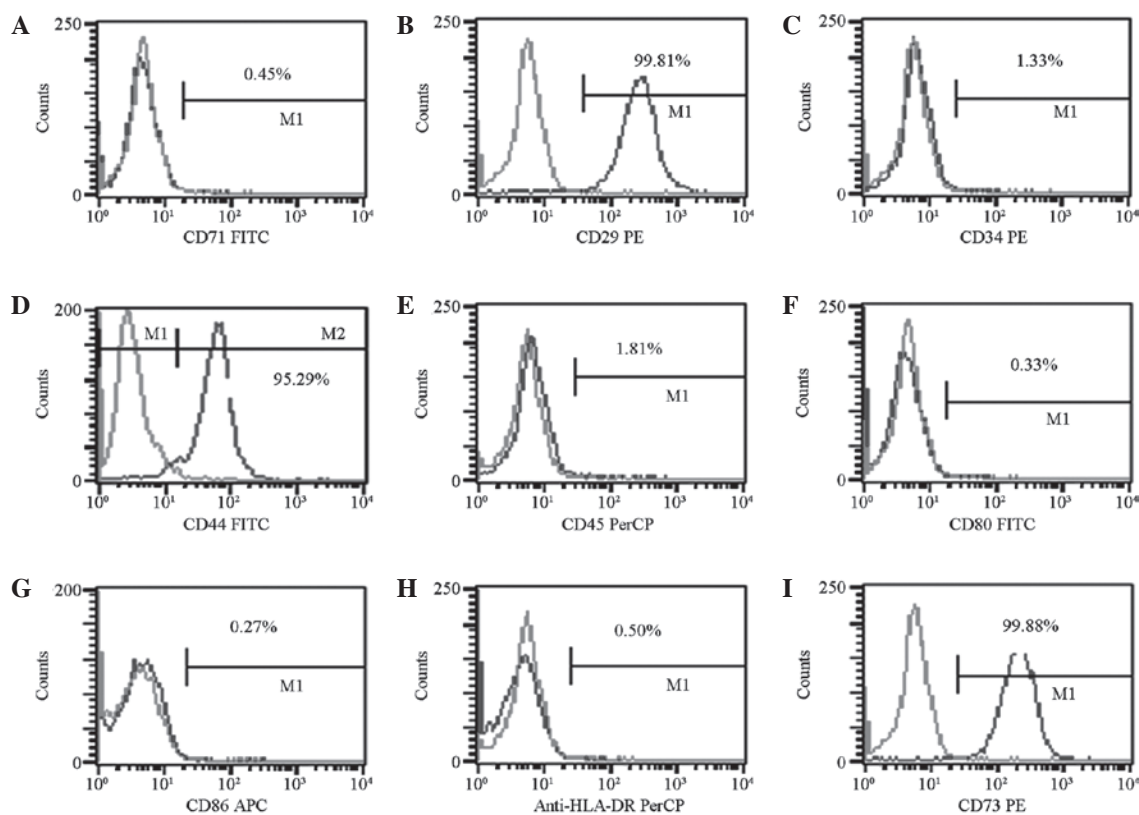 A
250
Counts
0
0.45%
M1
10⁰ 10¹ 10² 10³ 10⁴
CD71 FITC
B
250
Counts
0
99.81%
M1
10⁰ 10¹ 10² 10³ 10⁴
CD29 PE
C
250
Counts
0
1.33%
M1
10⁰ 10¹ 10² 10³ 10⁴
CD34 PE
D
200
Counts
0
M1 M2
95.29%
10⁰ 10¹ 10² 10³ 10⁴
CD44 FITC
E
250
Counts
0
1.81%
M1
10⁰ 10¹ 10² 10³ 10⁴
CD45 PerCP
F
250
Counts
0
0.33%
M1
10⁰ 10¹ 10² 10³ 10⁴
CD80 FITC
G
200
Counts
0
0.27%
M1
10⁰ 10¹ 10² 10³ 10⁴
CD86 APC
H
250
Counts
0
0.50%
M1
10⁰ 10¹ 10² 10³ 10⁴
Anti-HLA-DR PerCP
I
250
Counts
0
99.88%
M1
10⁰ 10¹ 10² 10³ 10⁴
CD73 PE